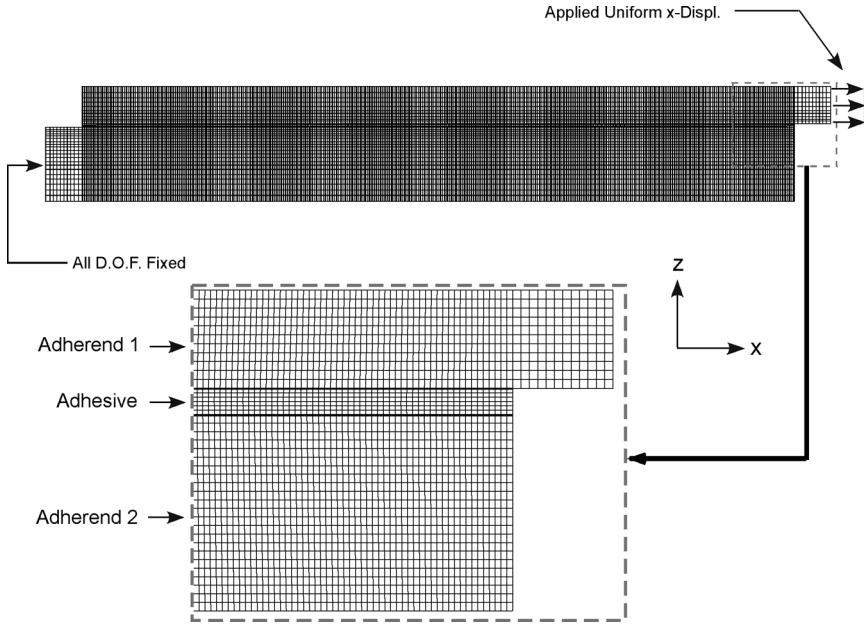 Applied Uniform x-Displ.
All D.O.F. Fixed
z
x
Adherend 1
Adhesive
Adherend 2